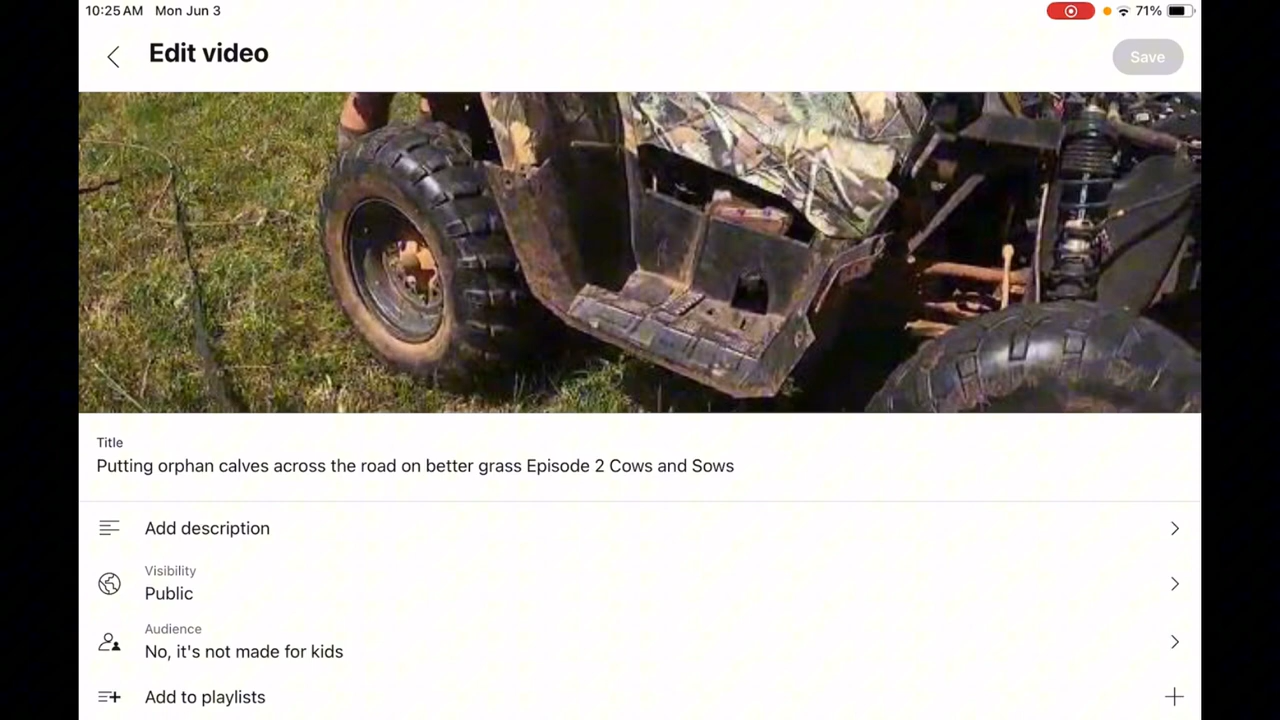 10:25 AM Mon Jun 3 71%
Edit video
Save
Title
Putting orphan calves across the road on better grass Episode 2 Cows and Sows
Add description
Visibility
Public
Audience
No, it's not made for kids
Add to playlists